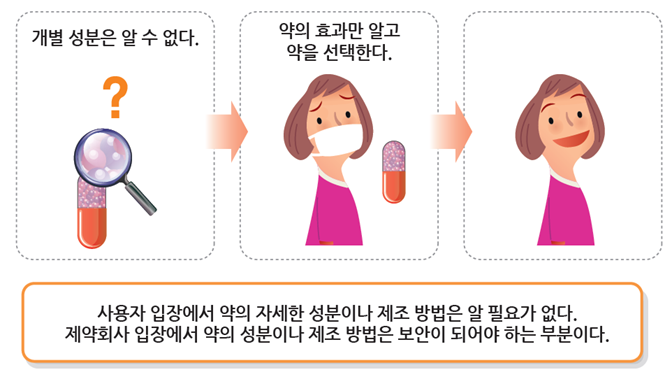 개별 성분은 알 수 없다.
?
약의 효과만 알고
약을 선택한다.
사용자 입장에서 약의 자세한 성분이나 제조 방법은 알 필요가 없다.
제약회사 입장에서 약의 성분이나 제조 방법은 보안이 되어야 하는 부분이다.